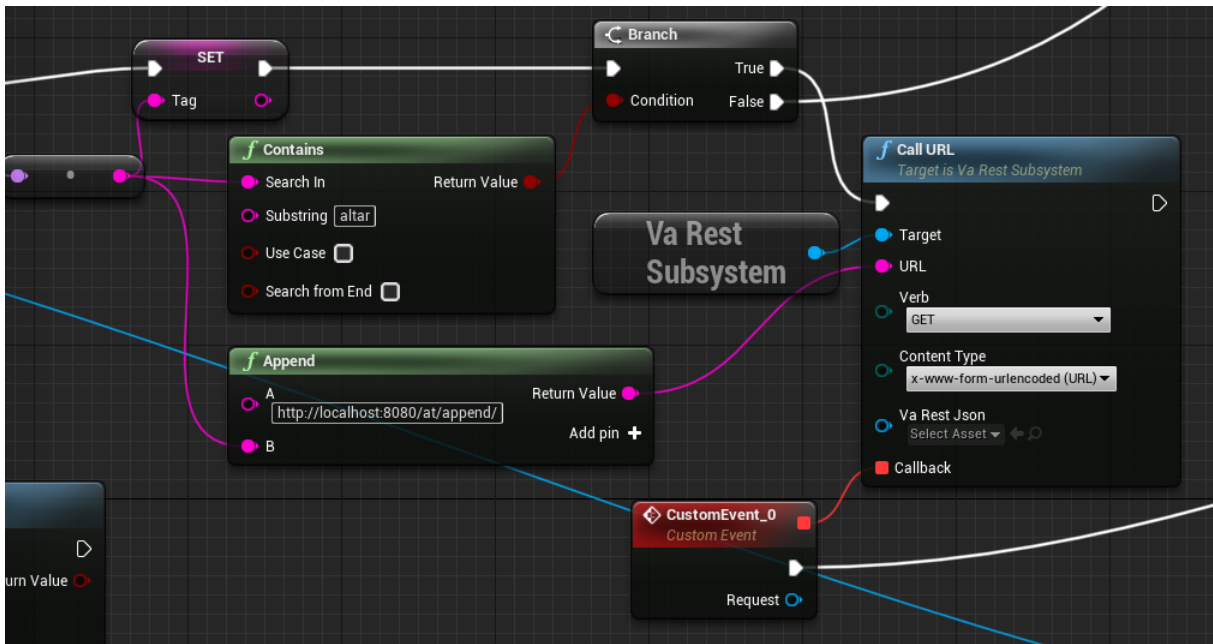 SET
Tag
Branch
True
Condition
False
f Contains
Search In
Return Value
Substring altar
Use Case
Search from End
Va Rest
Subsystem
f Call URL
Target is Va Rest Subsystem
Target
URL
Verb
GET
Content Type
x-www-form-urlencoded (URL)
Va Rest Json
Select Asset
Callback
f Append
A
http://localhost:8080/at/append/
Return Value
Add pin
B
CustomEvent_0
Custom Event
Request
urn Value